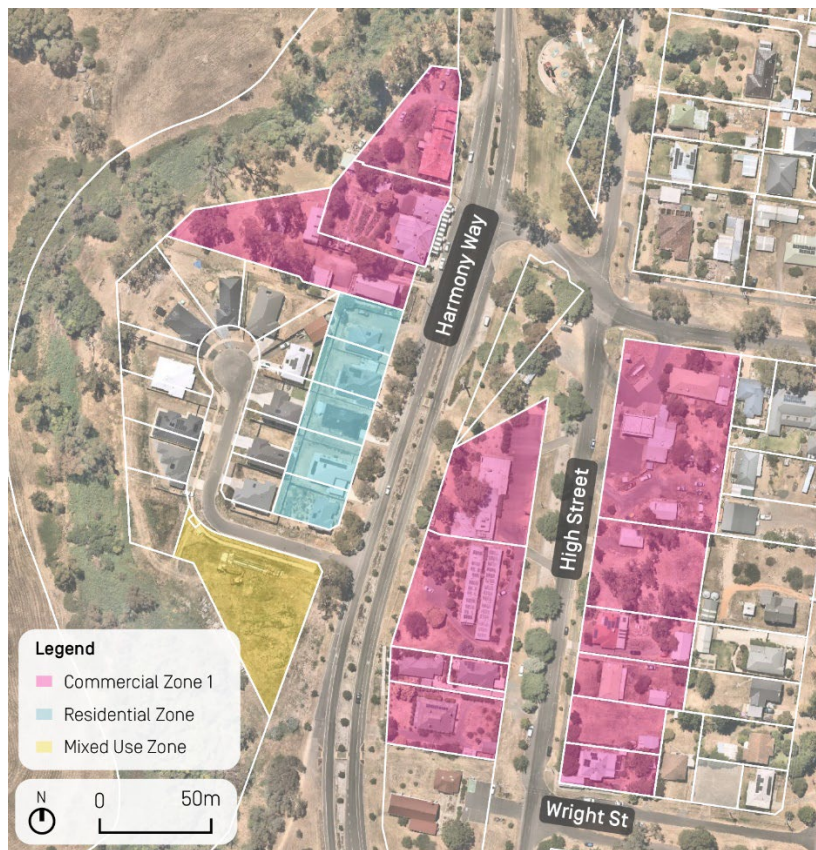 Harmony Way
High Street
Wright St
Legend
Commercial Zone 1
Residential Zone
Mixed Use Zone
N
0 50m